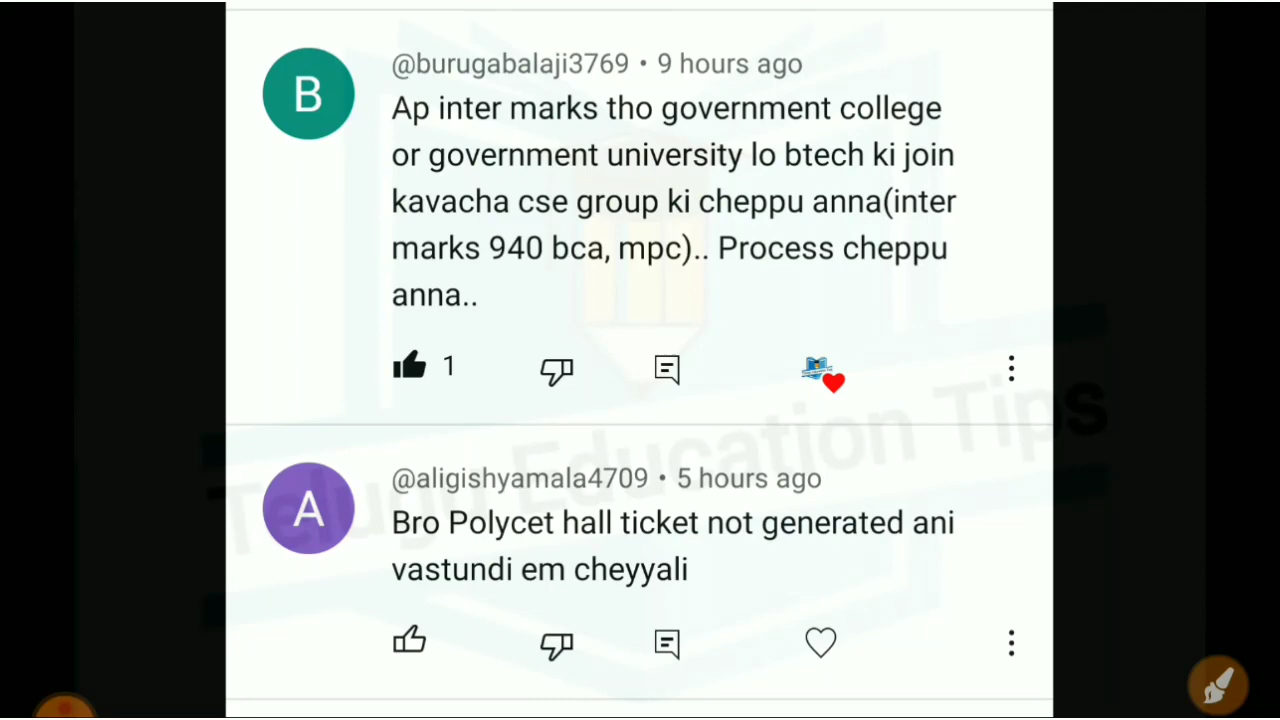 @burugabalaji3769 • 9 hours ago
B
Ap inter marks tho government college
or government university lo btech ki join
kavacha cse group ki cheppu anna(inter
marks 940 bca, mpc).. Process cheppu
anna..
1
Telugu Education Tips
@aligishyamala4709 • 5 hours ago
A
Bro Polycet hall ticket not generated ani
vastundi em cheyyali